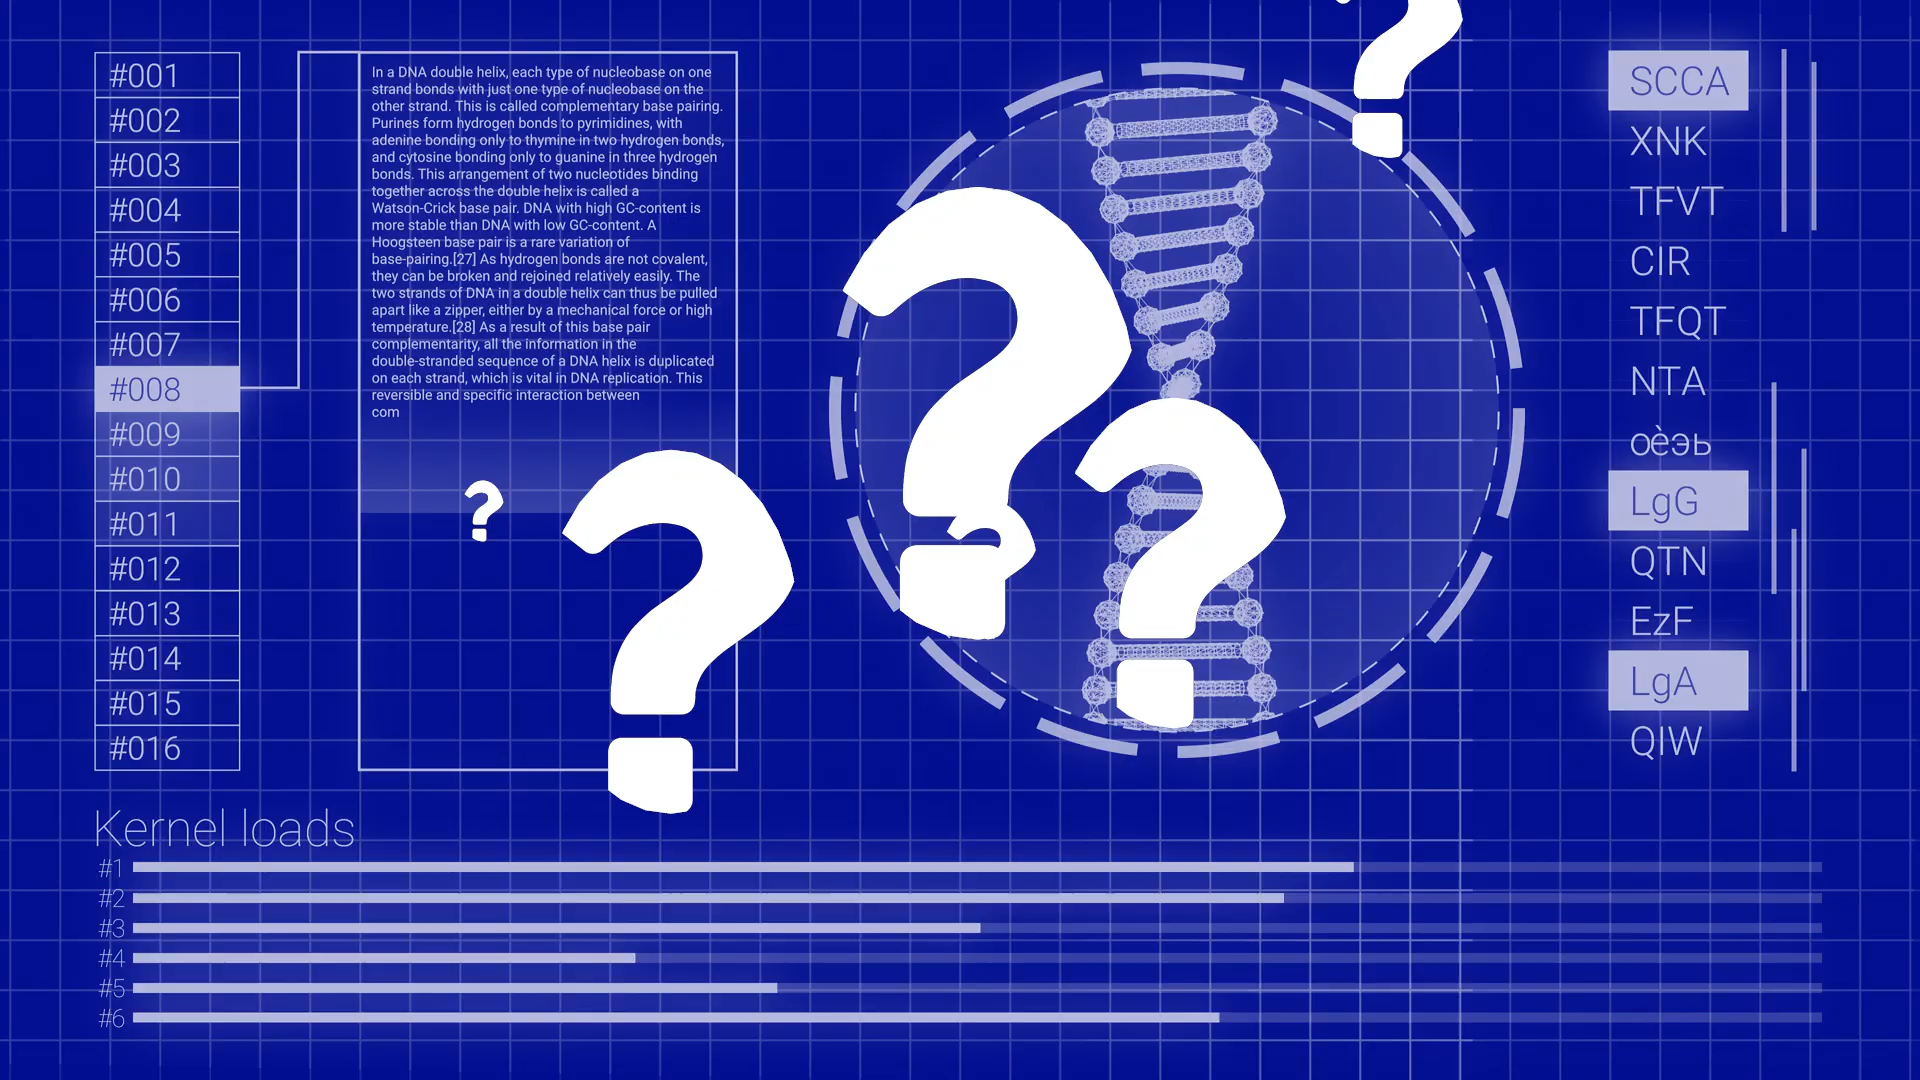 #001
#002
#003
#004
#005
#006
#007
#008
#009
#010
#011
#012
#013
#014
#015
#016
In a DNA double helix, each type of nucleobase on one
strand bonds with just one type of nucleobase on the
other strand. This is called complementary base pairing.
Purines form hydrogen bonds to pyrimidines, with
adenine bonding only to thymine in two hydrogen bonds,
and cytosine bonding only to guanine in three hydrogen
bonds. This arrangement of two nucleotides binding
together across the double helix is called a
Watson-Crick base pair. DNA with high GC-content is
more stable than DNA with low GC-content. A
Hoogsteen base pair is a rare variation of
base-pairing.[27] As hydrogen bonds are not covalent,
they can be broken and rejoined relatively easily. The
two strands of DNA in a double helix can thus be pulled
apart like a zipper, either by a mechanical force or high
temperature.[28] As a result of this base pair
complementarity, all the information in the
double-stranded sequence of a DNA helix is duplicated
on each strand, which is vital in DNA replication. This
reversible and specific interaction between
com
?
?
?
?
?
?
SCCA
XNK
TFVT
CIR
TFQT
NTA
оѐэь
LgG
QTN
EzF
LgA
QIW
Kernel loads
#1
#2
#3
#4
#5
#6